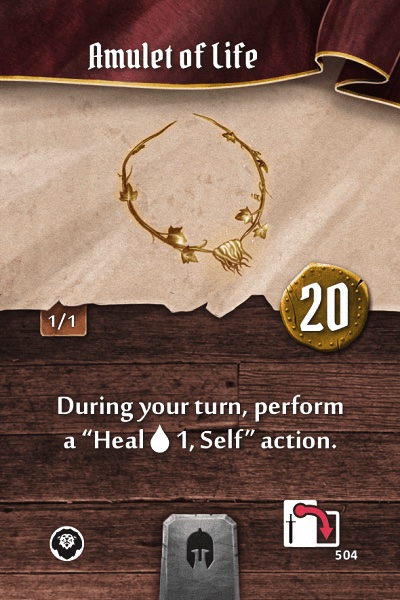 Amulet of Life
1/1
20
During your turn, perform
a “Heal 1, Self” action.
504